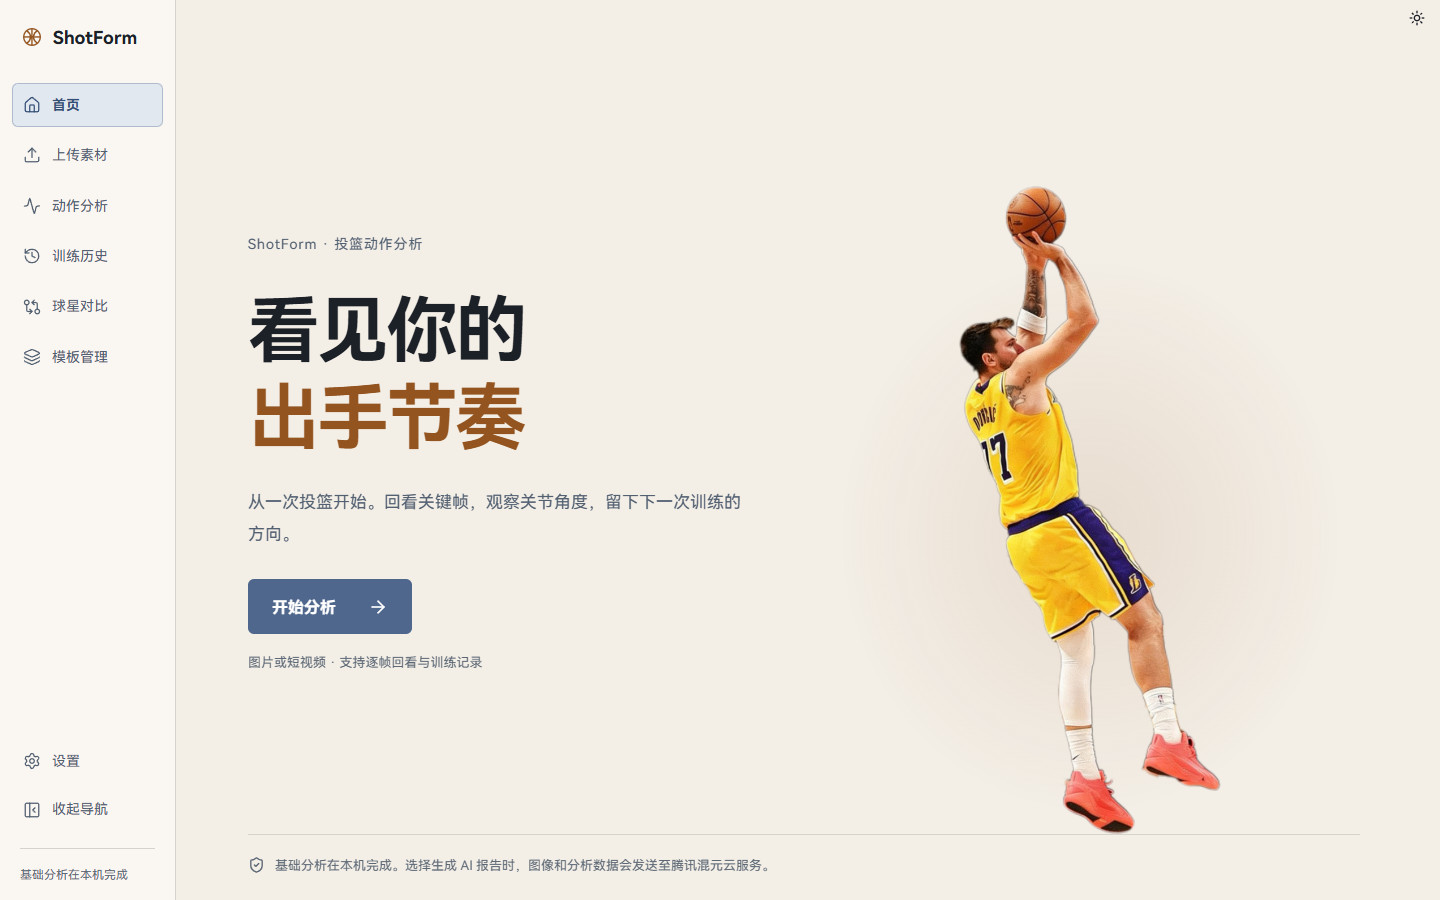 ShotForm
首页
上传素材
动作分析
训练历史
球星对比
模板管理
设置
收起导航
基础分析在本机完成
ShotForm · 投篮动作分析
看见你的
出手节奏
从一次投篮开始。回看关键帧，观察关节角度，留下下一次训练的
方向。
开始分析
图片或短视频 · 支持逐帧回看与训练记录
77
基础分析在本机完成。选择生成 AI 报告时，图像和分析数据会发送至腾讯混元云服务。